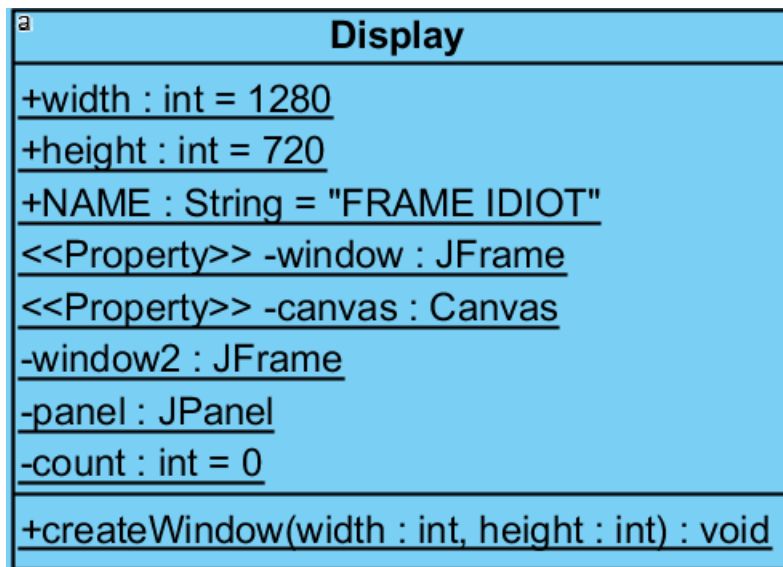 a
Display
+width : int = 1280
+height : int = 720
+NAME : String = "FRAME IDIOT"
<<Property>> -window : JFrame
<<Property>> -canvas : Canvas
-window2 : JFrame
-panel : JPanel
-count : int = 0
+createWindow(width : int, height : int) : void